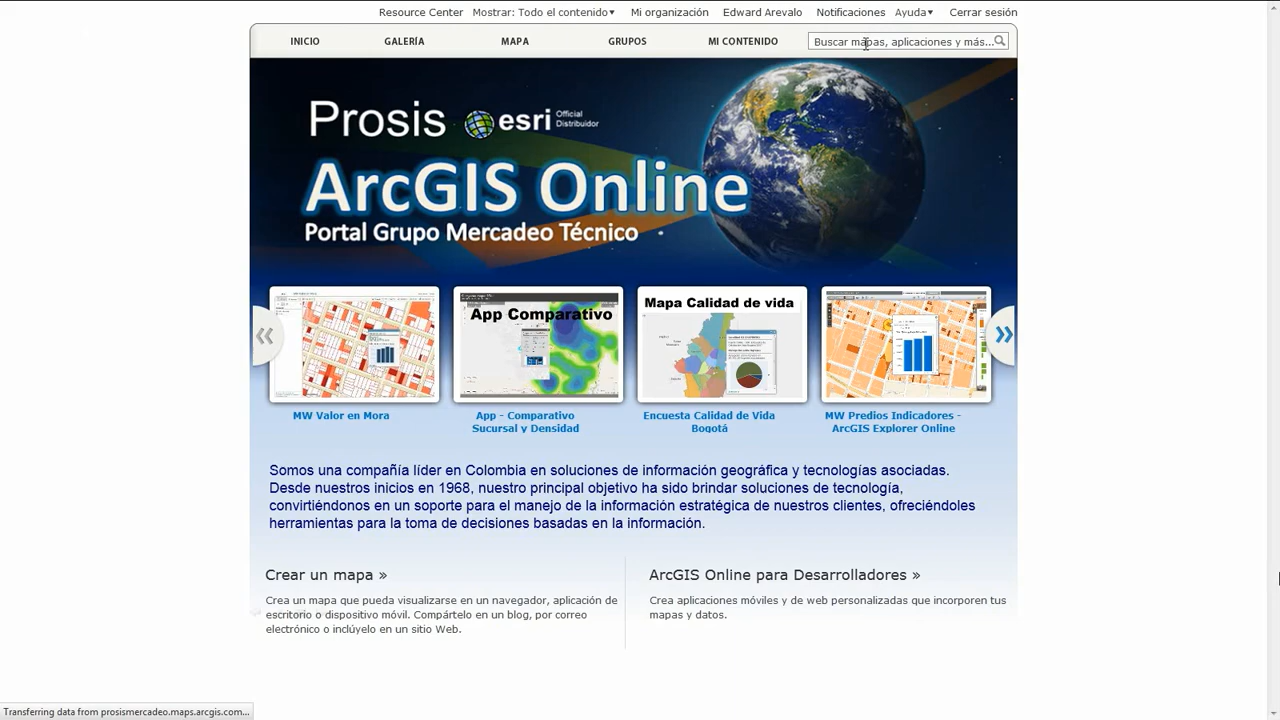 Resource Center Mostrar: Todo el contenido▾ Mi organización Edward Arevalo Notificaciones Ayuda▾ Cerrar sesión
INICIO GALERÍA MAPA GRUPOS MI CONTENIDO Buscar mapas, aplicaciones y más...
Prosis esri Official
Distribuidor
ArcGIS Online
Portal Grupo Mercadeo Técnico
App Comparativo
Mapa Calidad de vida
MW Valor en Mora
App - Comparativo
Sucursal y Densidad
Encuesta Calidad de Vida
Bogotá
MW Predios Indicadores -
ArcGIS Explorer Online
Somos una compañía líder en Colombia en soluciones de información geográfica y tecnologías asociadas.
Desde nuestros inicios en 1968, nuestro principal objetivo ha sido brindar soluciones de tecnología,
convirtiéndonos en un soporte para el manejo de la información estratégica de nuestros clientes, ofreciéndoles
herramientas para la toma de decisiones basadas en la información.
Crear un mapa »
Crea un mapa que pueda visualizarse en un navegador, aplicación de
escritorio o dispositivo móvil. Compártelo en un blog, por correo
electrónico o inclúyelo en un sitio Web.
ArcGIS Online para Desarrolladores »
Crea aplicaciones móviles y de web personalizadas que incorporen tus
mapas y datos.
Transferring data from prosismercadeo.maps.arcgis.com...